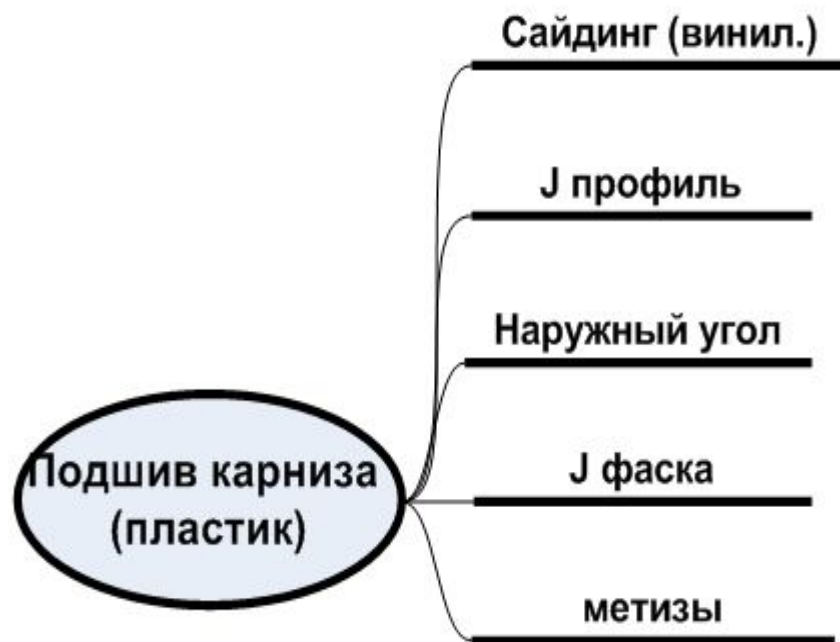 Сайдинг (винил.)
J профиль
Наружный угол
Подшив карниза
(пластик)
J фаска
метизы